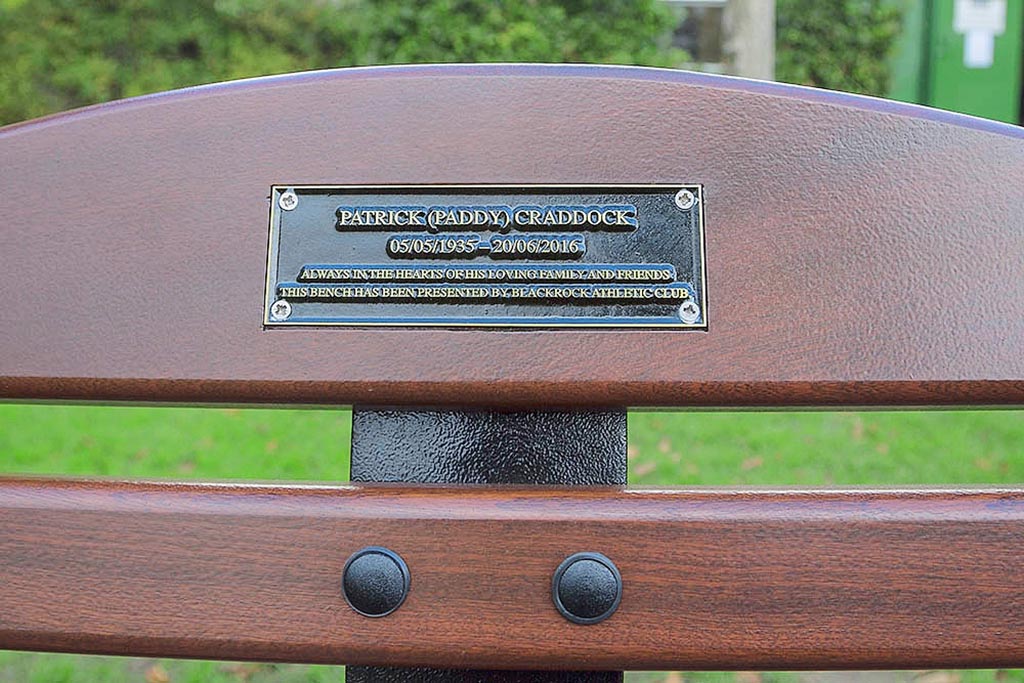 PATRICK (PADDY) CRADDOCK
05/05/1935 – 20/06/2016
ALWAYS IN THE HEARTS OF HIS LOVING FAMILY AND FRIENDS
THIS BENCH HAS BEEN PRESENTED BY BLACKROCK ATHLETIC CLUB